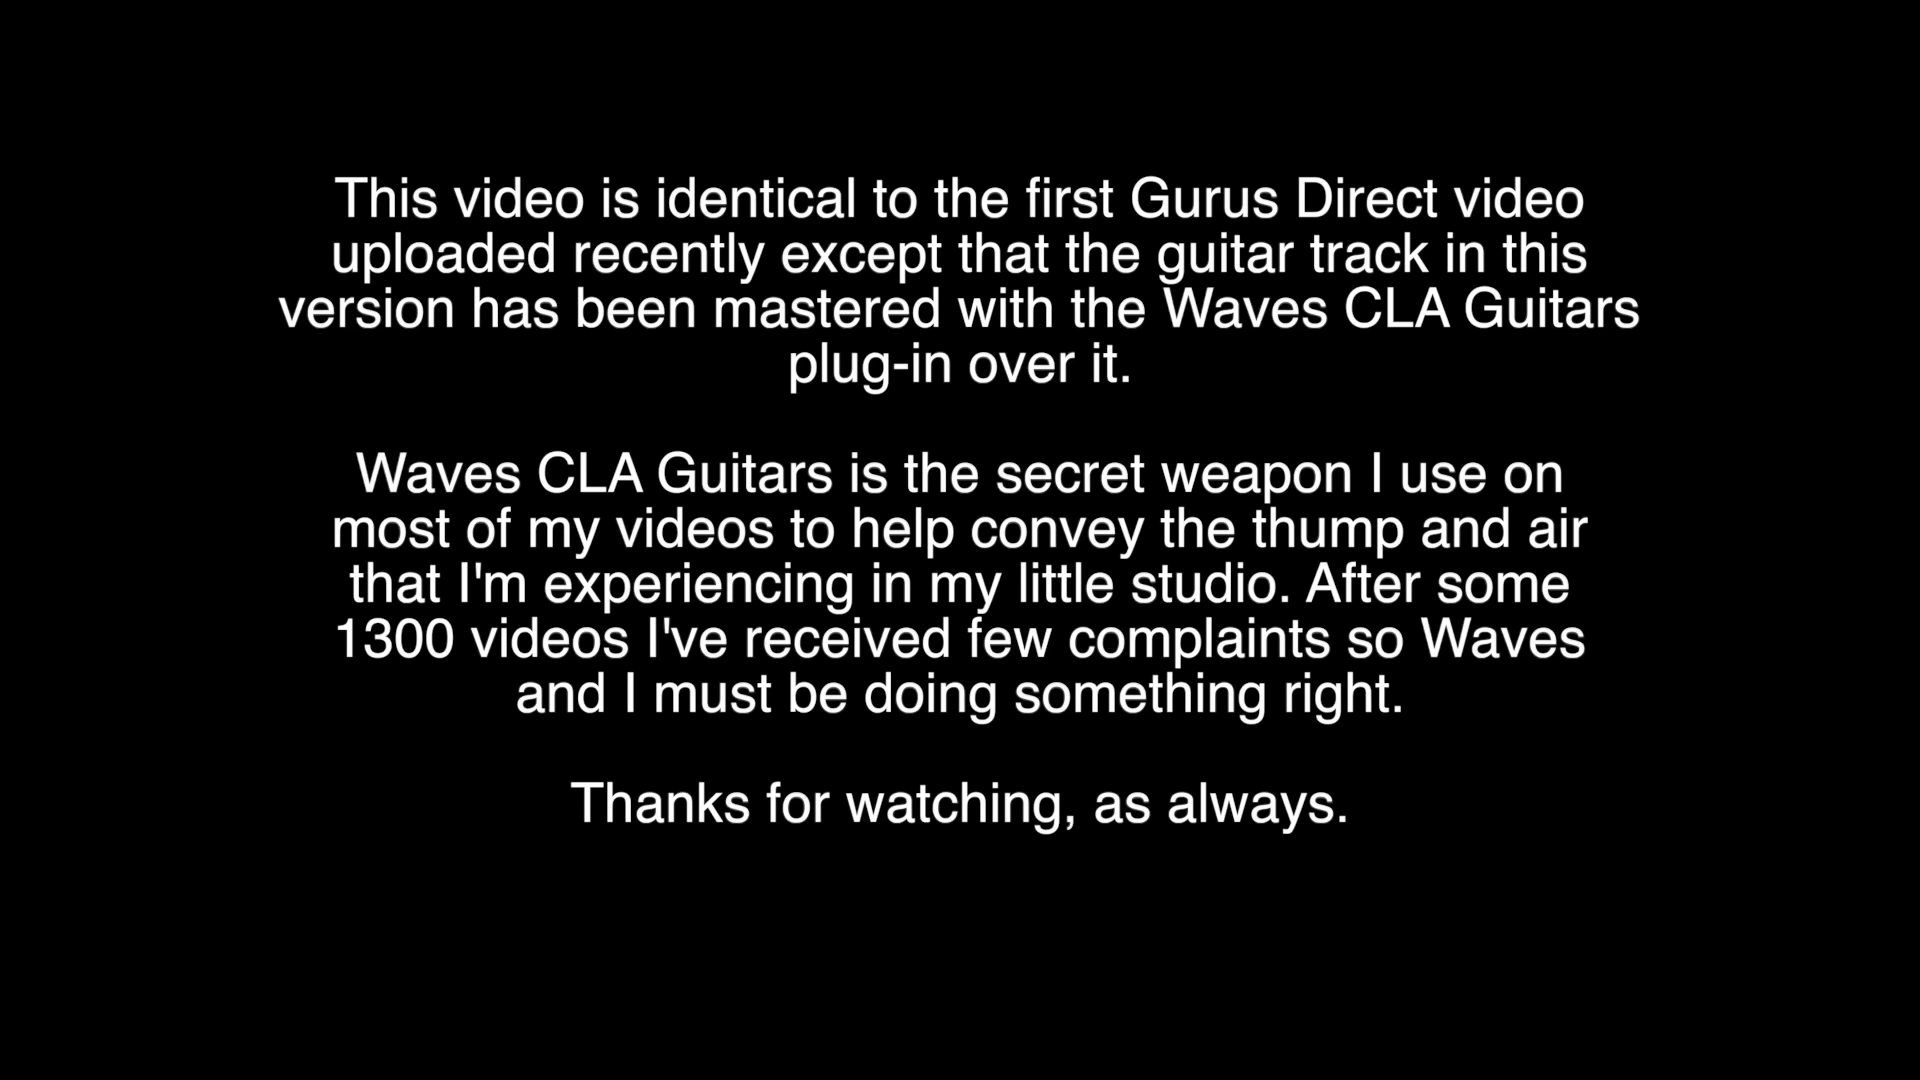 This video is identical to the first Gurus Direct video
uploaded recently except that the guitar track in this
version has been mastered with the Waves CLA Guitars
plug-in over it.
Waves CLA Guitars is the secret weapon I use on
most of my videos to help convey the thump and air
that I'm experiencing in my little studio. After some
1300 videos I've received few complaints so Waves
and I must be doing something right.
Thanks for watching, as always.